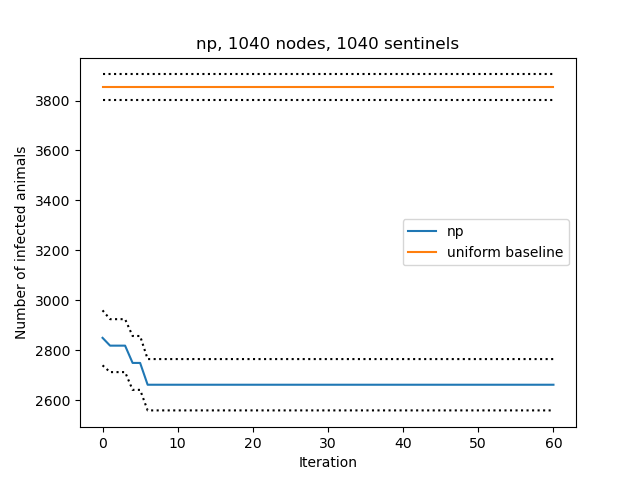 np, 1040 nodes, 1040 sentinels
Number of infected animals
3800
3600
3400
3200
3000
2800
2600
np
uniform baseline
0 10 20 30 40 50 60
Iteration